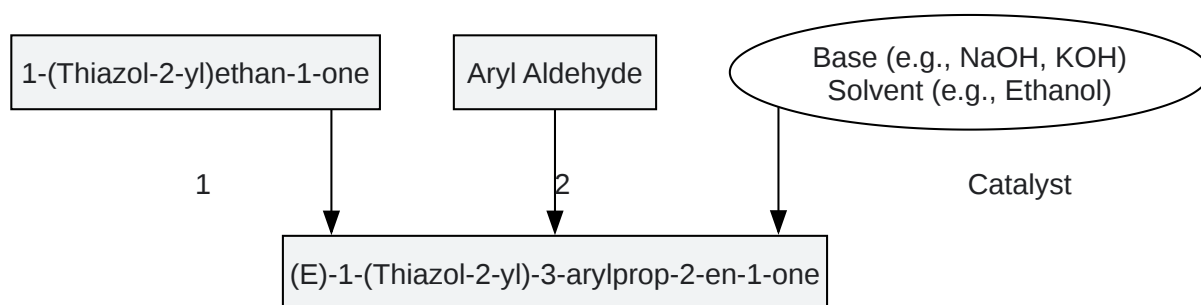 1-(Thiazol-2-yl)ethan-1-one
Aryl Aldehyde
Base (e.g., NaOH, KOH)
Solvent (e.g., Ethanol)
1
2
Catalyst
(E)-1-(Thiazol-2-yl)-3-arylprop-2-en-1-one